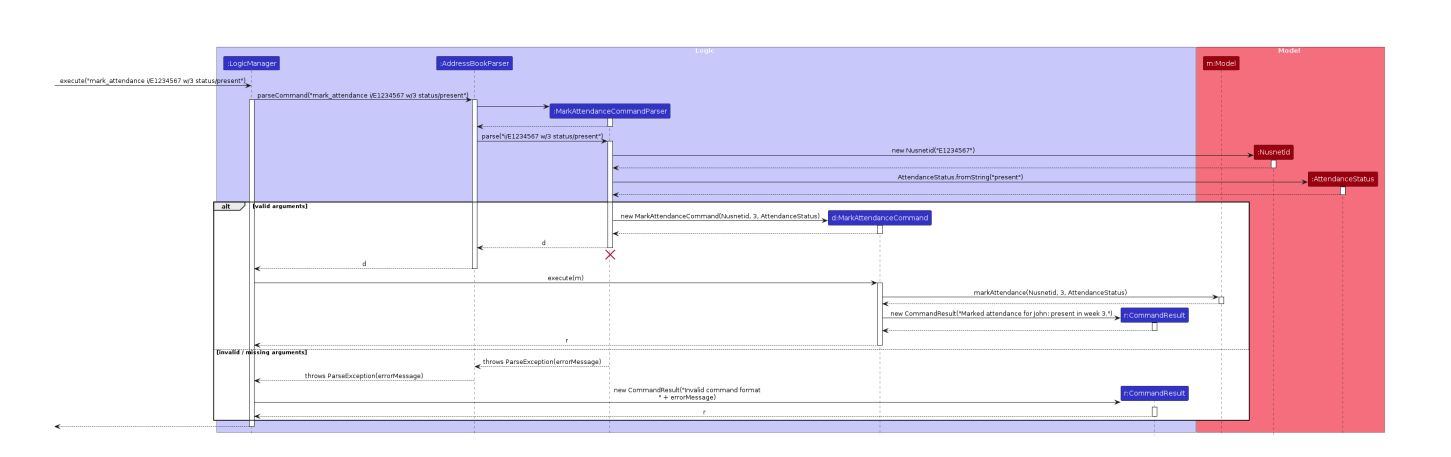 Logic
Model
:LogicManager
:AddressBookParser
m:Model
execute("mark_attendance i/E1234567 w/3 status/present")
parseCommand("mark_attendance i/E1234567 w/3 status/present")
:MarkAttendanceCommandParser
parse("i/E1234567 w/3 status/present")
new Nusnetid("E1234567")
:NusnetId
AttendanceStatus.fromString("present")
:AttendanceStatus
alt
[valid arguments]
new MarkAttendanceCommand(Nusnetid, 3, AttendanceStatus)
d:MarkAttendanceCommand
d
d
execute(m)
markAttendance(Nusnetid, 3, AttendanceStatus)
new CommandResult("Marked attendance for John: present in week 3.")
r:CommandResult
r
[invalid / missing arguments]
throws ParseException(errorMessage)
throws ParseException(errorMessage)
new CommandResult("Invalid command format
" + errorMessage)
r:CommandResult
r